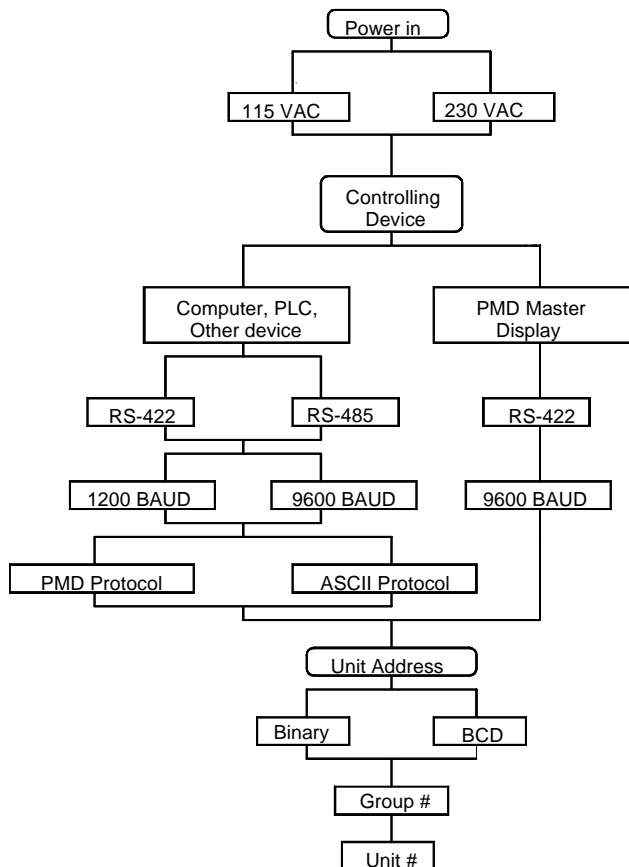 Power in
115 VAC
230 VAC
Controlling
Device
Computer, PLC,
Other device
PMD Master
Display
RS-422
RS-485
RS-422
1200 BAUD
9600 BAUD
9600 BAUD
PMD Protocol
ASCII Protocol
Unit Address
Binary
BCD
Group #
Unit #